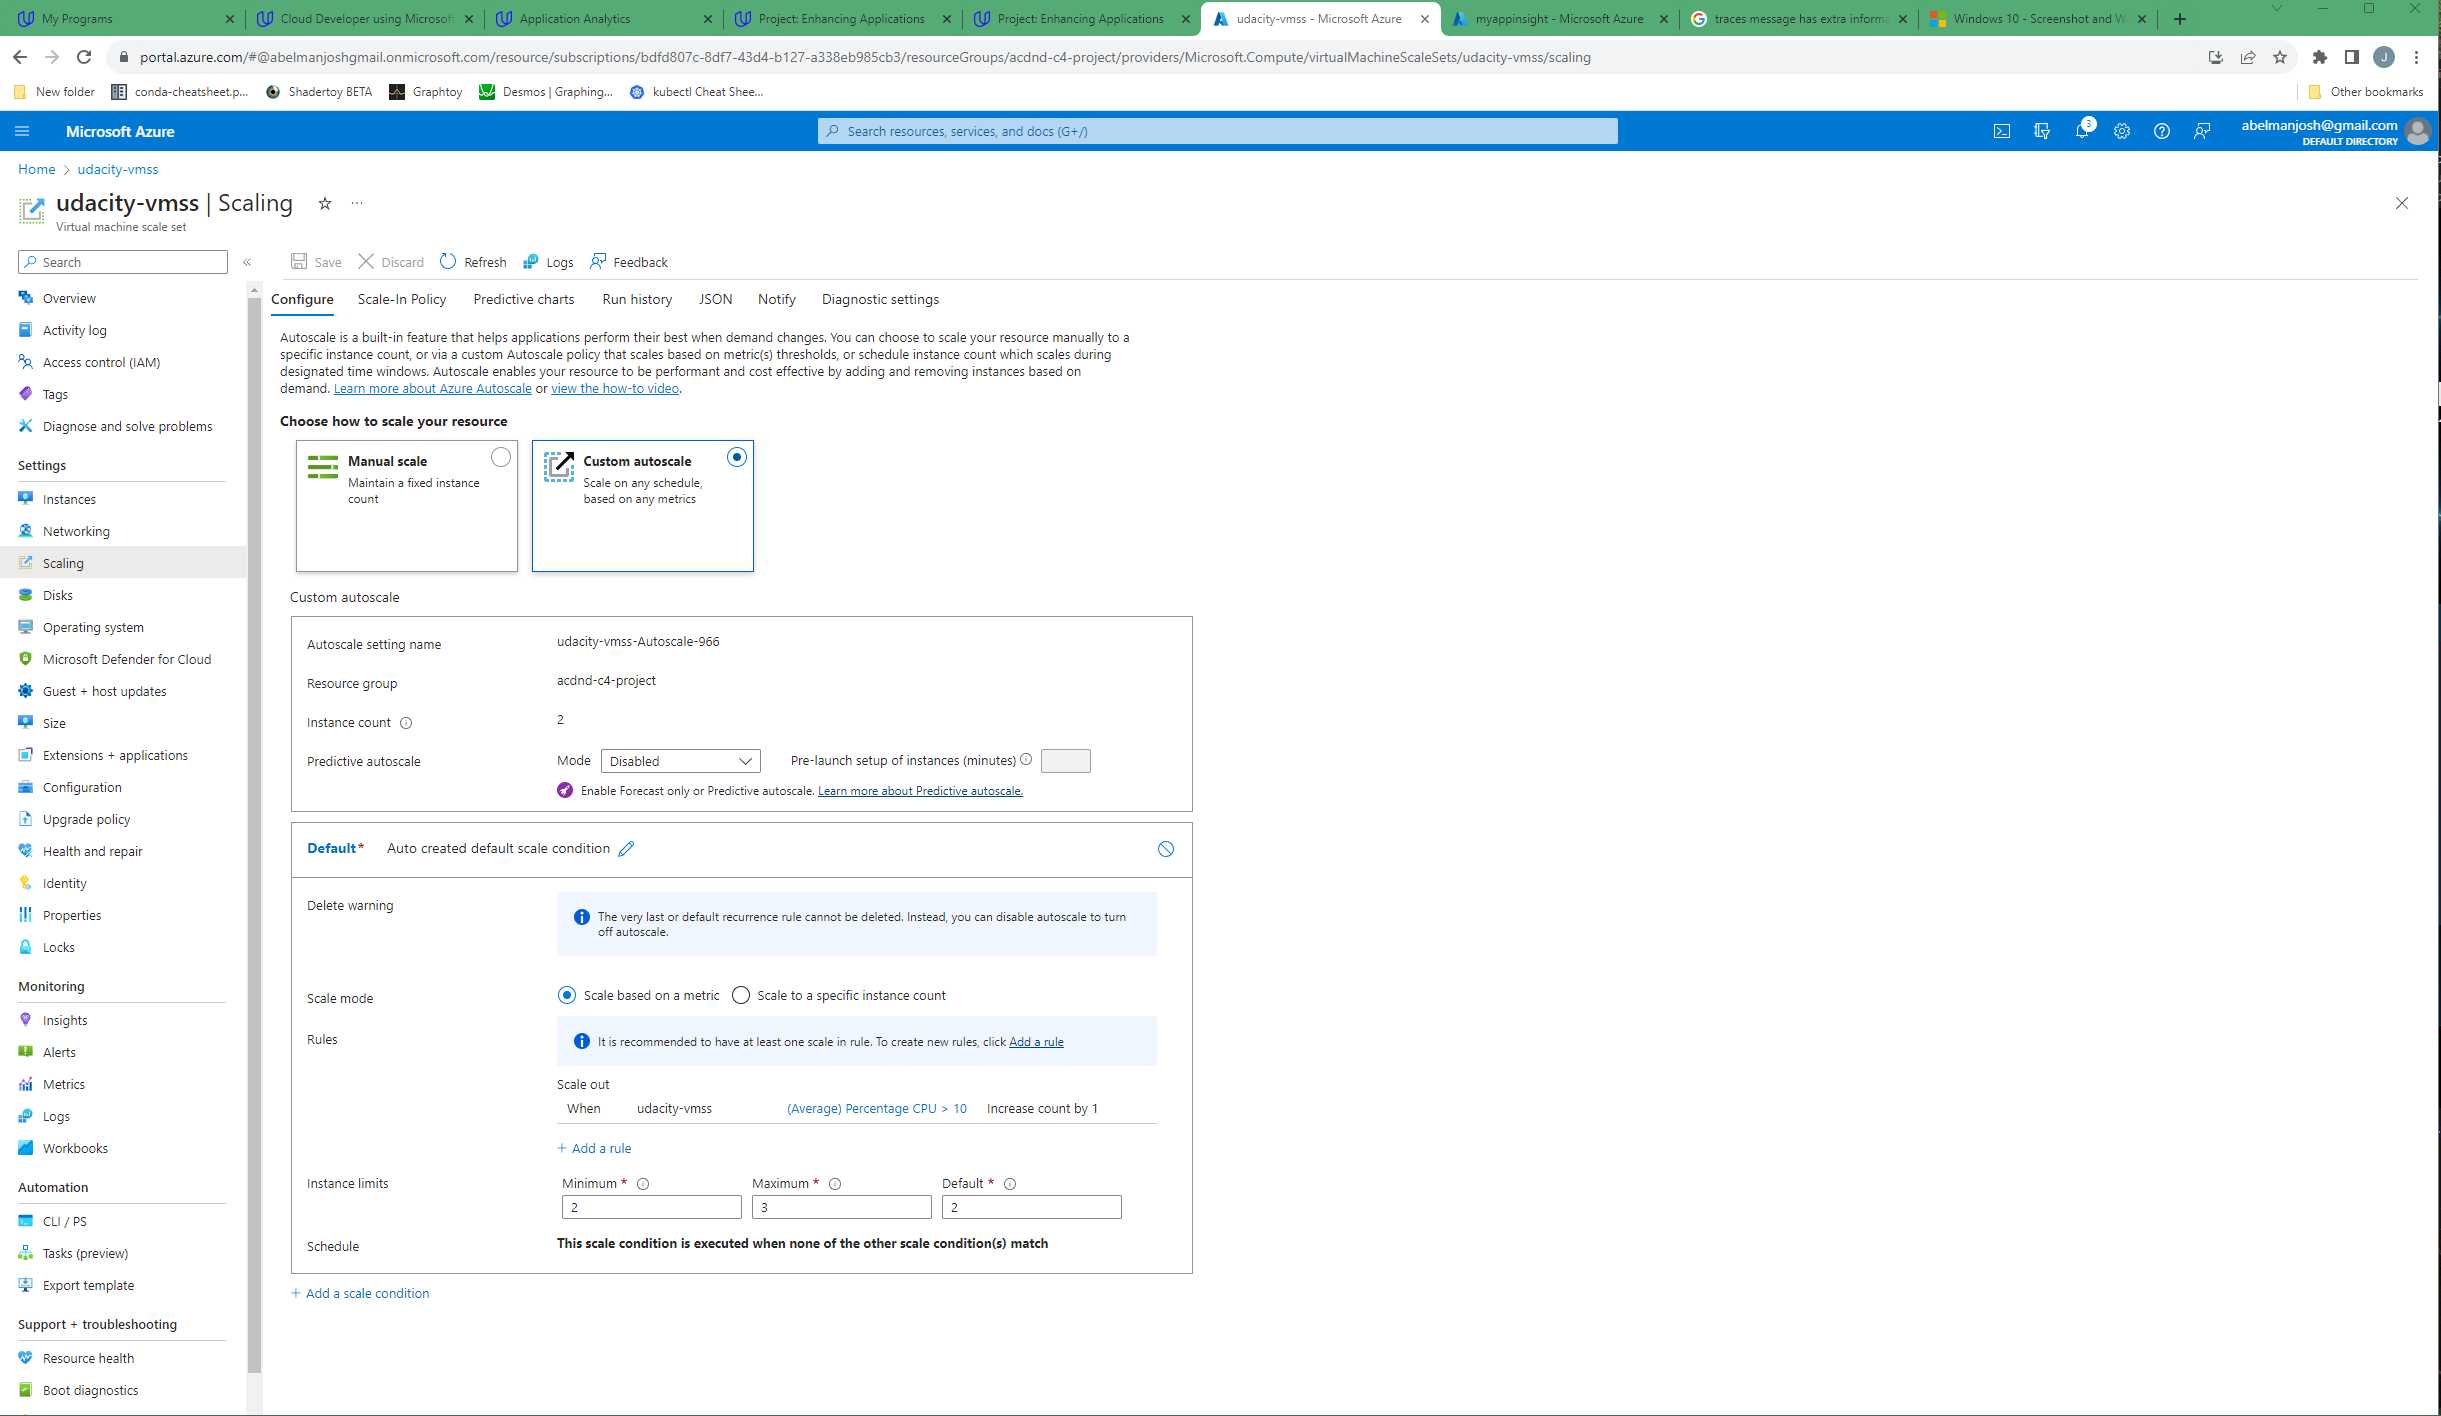 My Programs
Cloud Developer using Microsoft
Application Analytics
Project: Enhancing Applications
Project: Enhancing Applications
udacity-vmss - Microsoft Azure
myappinsight - Microsoft Azure
traces message has extra inform
Windows 10 - Screenshot and W
portal.azure.com/#@abelmanjoshgmail.onmicrosoft.com/resource/subscriptions/bdfd807c-8df7-43d4-b127-a338eb985cb3/resourceGroups/acdnd-c4-project/providers/Microsoft.Compute/virtualMachineScaleSets/udacity-vmss/scaling
J
New folder
conda-cheatsheet.p...
Shadertoy BETA
Graphtoy
Desmos | Graphing...
kubectl Cheat Shee...
Other bookmarks
Microsoft Azure
Search resources, services, and docs (G+/)
3
abelmanjosh@gmail.com
DEFAULT DIRECTORY
Home > udacity-vmss
udacity-vmss | Scaling
Virtual machine scale set
Search
Save
Discard
Refresh
Logs
Feedback
Overview
Activity log
Access control (IAM)
Tags
Diagnose and solve problems
Settings
Instances
Networking
Scaling
Disks
Operating system
Microsoft Defender for Cloud
Guest + host updates
Size
Extensions + applications
Configuration
Upgrade policy
Health and repair
Identity
Properties
Locks
Monitoring
Insights
Alerts
Metrics
Logs
Workbooks
Automation
CLI / PS
Tasks (preview)
Export template
Support + troubleshooting
Resource health
Boot diagnostics
Configure
Scale-In Policy
Predictive charts
Run history
JSON
Notify
Diagnostic settings
Autoscale is a built-in feature that helps applications perform their best when demand changes. You can choose to scale your resource manually to a
specific instance count, or via a custom Autoscale policy that scales based on metric(s) thresholds, or schedule instance count which scales during
designated time windows. Autoscale enables your resource to be performant and cost effective by adding and removing instances based on
demand. Learn more about Azure Autoscale or view the how-to video.
Choose how to scale your resource
Manual scale
Maintain a fixed instance
count
Custom autoscale
Scale on any schedule,
based on any metrics
Custom autoscale
Autoscale setting name
udacity-vmss-Autoscale-966
Resource group
acdnd-c4-project
Instance count
2
Predictive autoscale
Mode
Disabled
Pre-launch setup of instances (minutes)
Enable Forecast only or Predictive autoscale. Learn more about Predictive autoscale.
Default* Auto created default scale condition
Delete warning
The very last or default recurrence rule cannot be deleted. Instead, you can disable autoscale to turn
off autoscale.
Scale mode
Scale based on a metric
Scale to a specific instance count
Rules
It is recommended to have at least one scale in rule. To create new rules, click Add a rule
Scale out
When udacity-vmss (Average) Percentage CPU > 10 Increase count by 1
+ Add a rule
Instance limits
Minimum *
Maximum *
Default *
2
3
2
Schedule
This scale condition is executed when none of the other scale condition(s) match
+ Add a scale condition